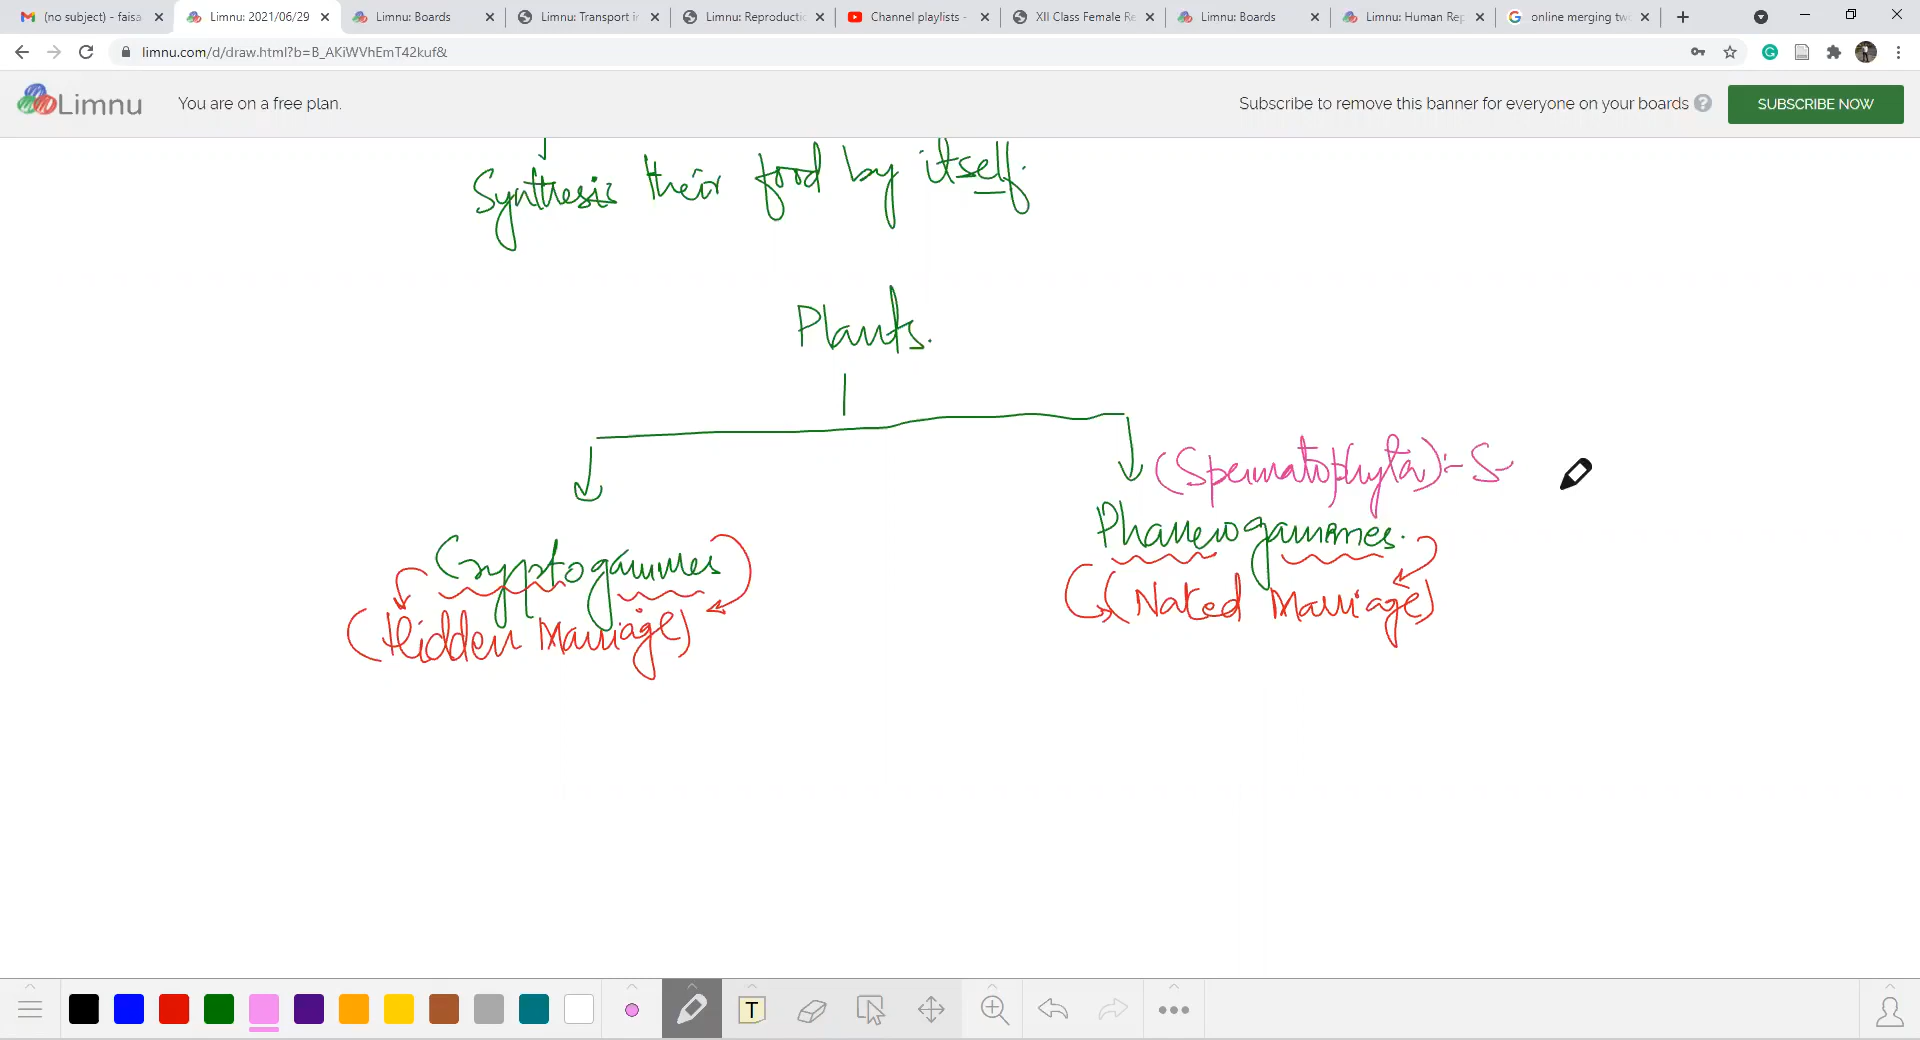 (no subject) - faisa
Limnu: 2021/06/29
Limnu: Boards
Limnu: Transport in
Limnu: Reproductio
Channel playlists -
XII Class Female Re
Limnu: Boards
Limnu: Human Rep
online merging two
limnu.com/d/draw.html?b=B_AKiWVhEmT42kuf&
Limnu
You are on a free plan.
Subscribe to remove this banner for everyone on your boards
SUBSCRIBE NOW
Synthesis their food by itself.
Plants.
(Spermatophyta):- S
Phanerogammes.
Cryptogammes
(Naked Marriage)
(Hidden Marriage)
T